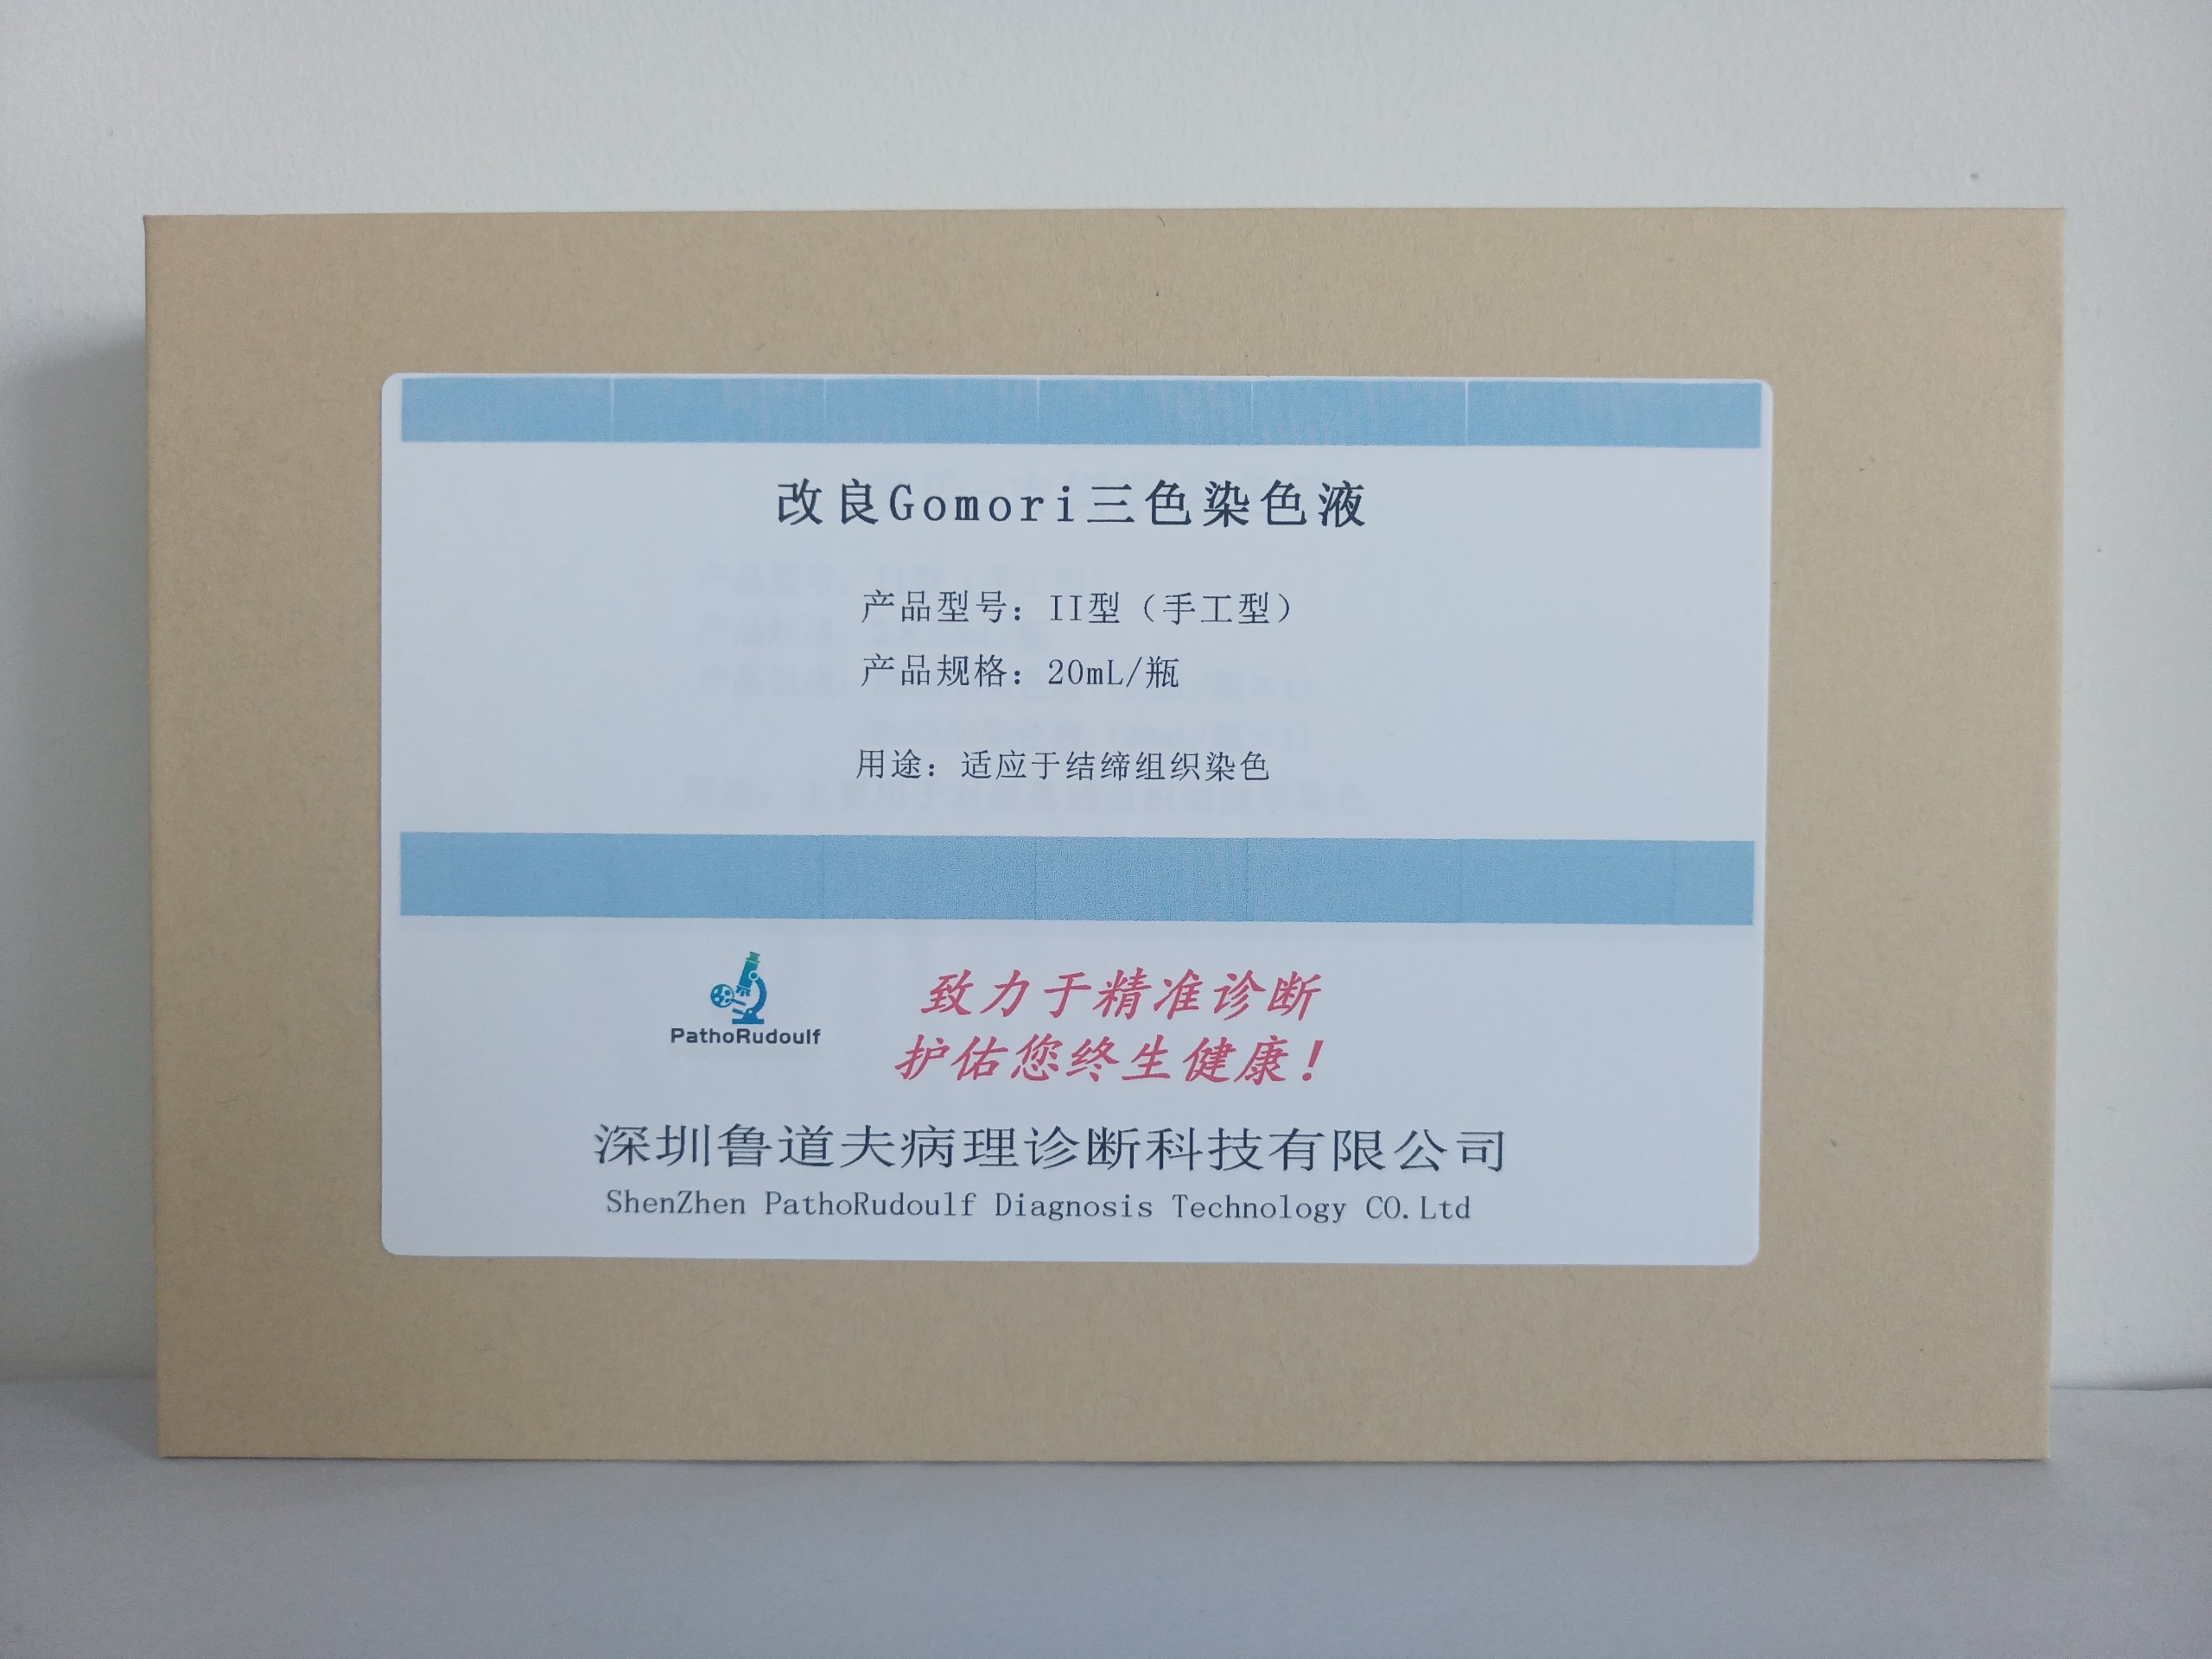 改良Gomori三色染色液
产品型号：II型（手工型）
产品规格：20mL/瓶
用途：适应于结缔组织染色
PathoRudoulf
致力于精准诊断
护佑您终生健康！
深圳鲁道夫病理诊断科技有限公司
ShenZhen PathoRudoulf Diagnosis Technology CO.Ltd